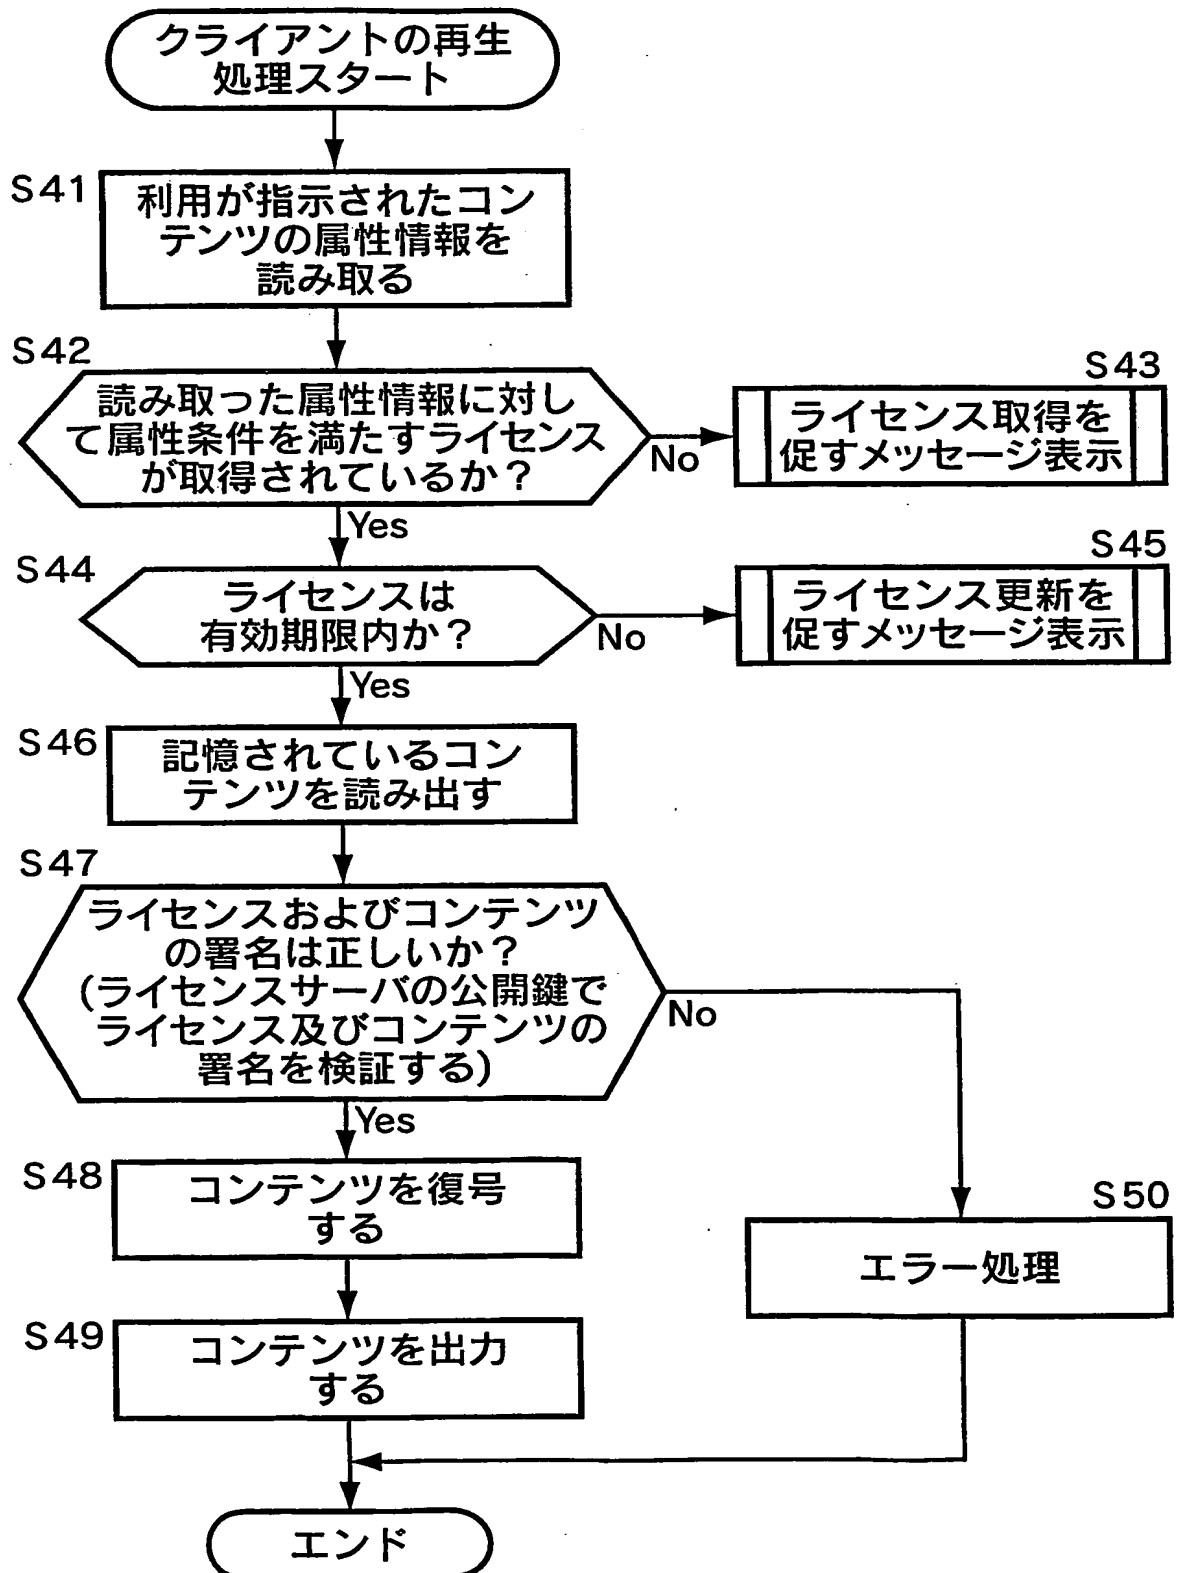 クライアントの再生
処理スタート
S41
利用が指示されたコン
テンツの属性情報を
読み取る
S42
読み取った属性情報に対し
て属性条件を満たすライセンス
が取得されているか？
No
S43
ライセンス取得を
促すメッセージ表示
Yes
S44
ライセンスは
有効期限内か？
No
S45
ライセンス更新を
促すメッセージ表示
Yes
S46
記憶されているコン
テンツを読み出す
S47
ライセンスおよびコンテンツ
の署名は正しいか？
(ライセンスサーバの公開鍵で
ライセンス及びコンテンツの
署名を検証する)
No
Yes
S48
コンテンツを復号
する
S50
エラー処理
S49
コンテンツを出力
する
エンド